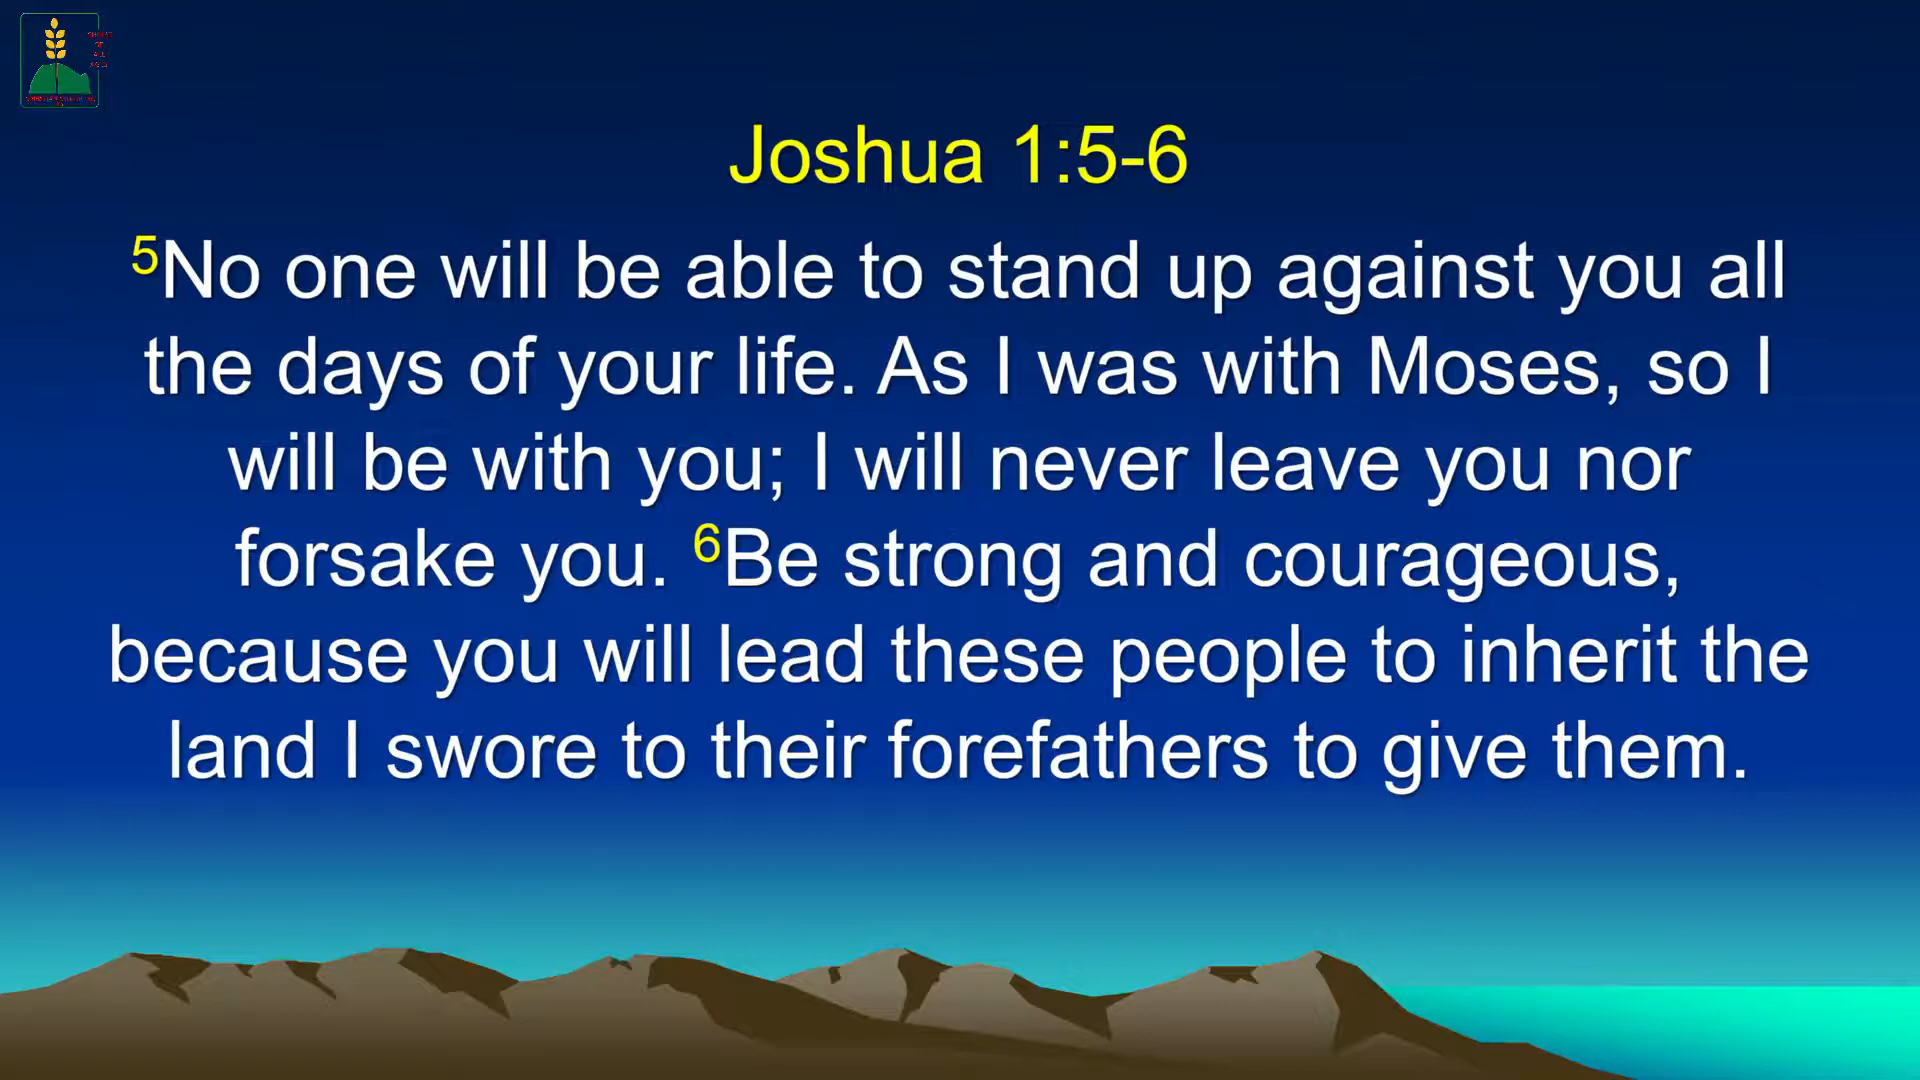 Joshua 1:5-6
5No one will be able to stand up against you all
the days of your life. As I was with Moses, so I
will be with you; I will never leave you nor
forsake you. 6Be strong and courageous,
because you will lead these people to inherit the
land I swore to their forefathers to give them.